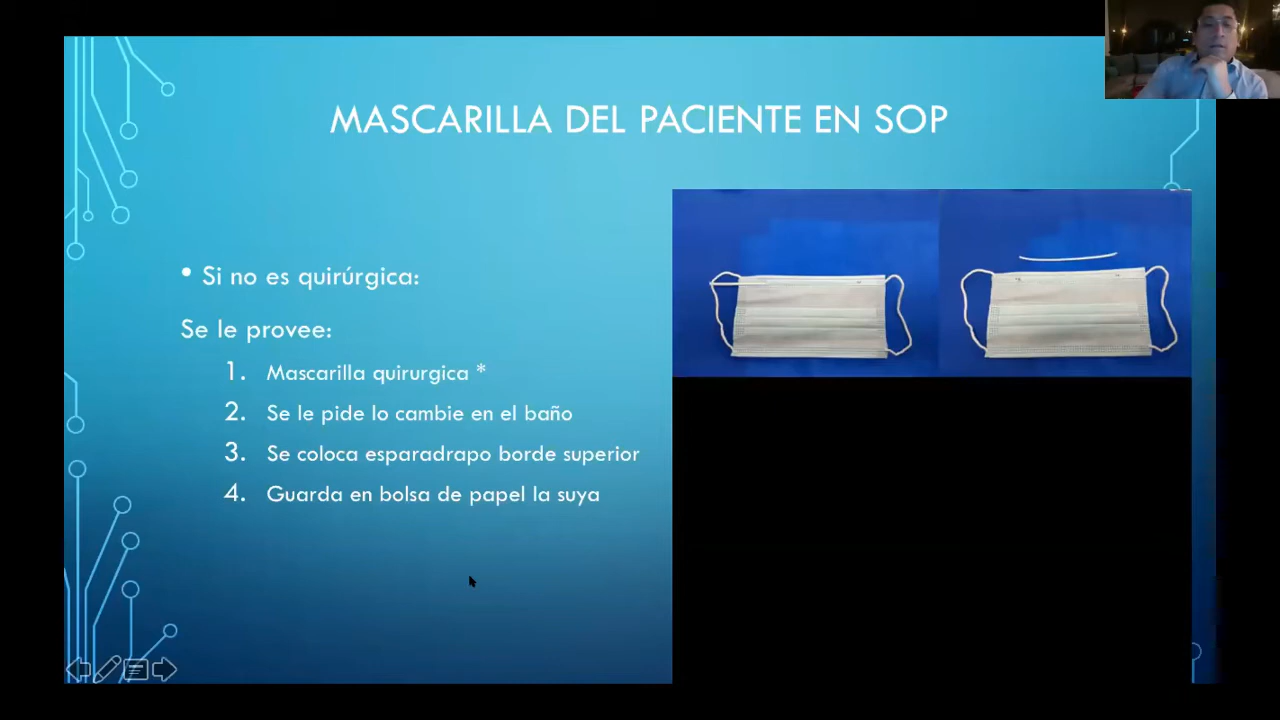 MASCARILLA DEL PACIENTE EN SOP
• Si no es quirúrgica:
Se le provee:
1. Mascarilla quirurgica *
2. Se le pide lo cambie en el baño
3. Se coloca esparadrapo borde superior
4. Guarda en bolsa de papel la suya